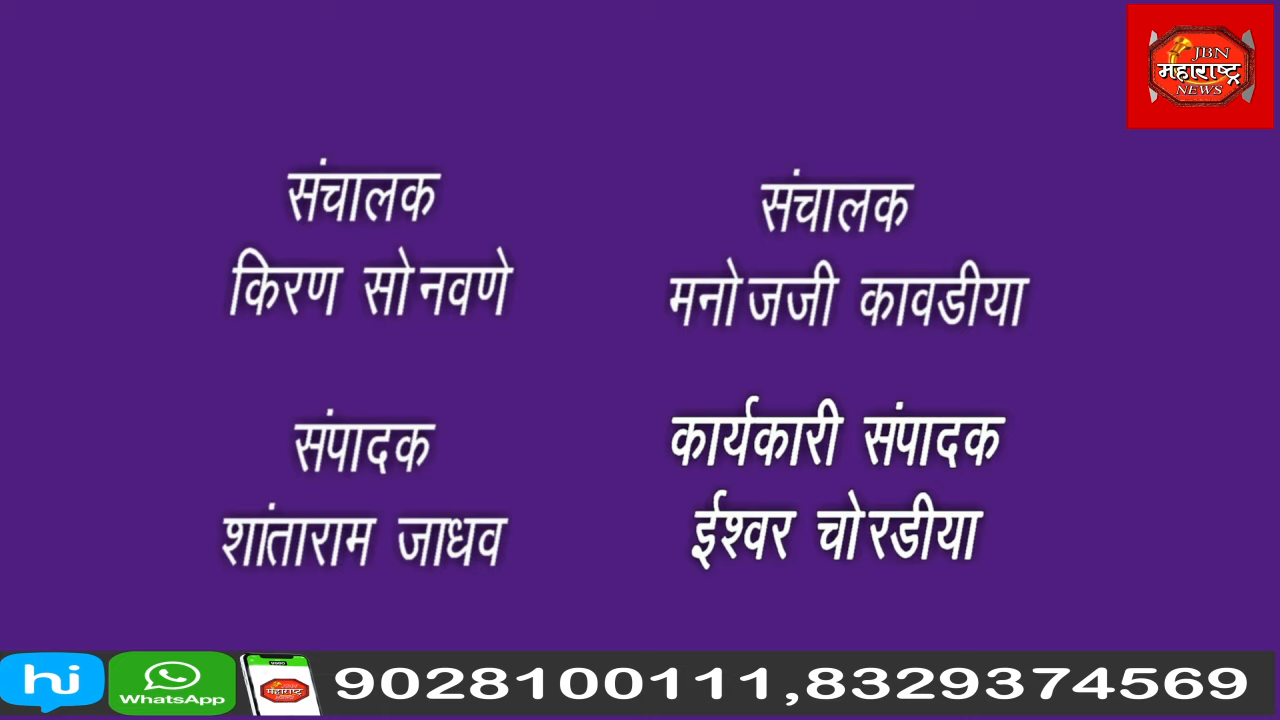 JBN
महाराष्ट्र
NEWS
संचालक
किरण सोनवणे
संचालक
मनोजजी कावडीया
संपादक
शांताराम जाधव
कार्यकारी संपादक
ईश्वर चोरडीया
hi
WhatsApp
महाराष्ट्र
9028100111,8329374569